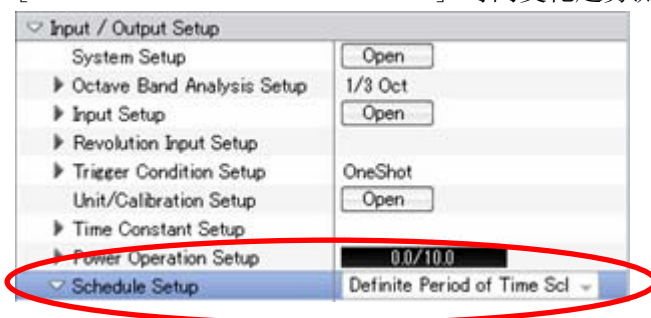 Input / Output Setup
System Setup Open
Octave Band Analysis Setup 1/3 Oct
Input Setup Open
Revolution Input Setup
Trigger Condition Setup OneShot
Unit/Calibration Setup Open
Time Constant Setup
Power Operation Setup 0.0/10.0
Schedule Setup Definite Period of Time Scl